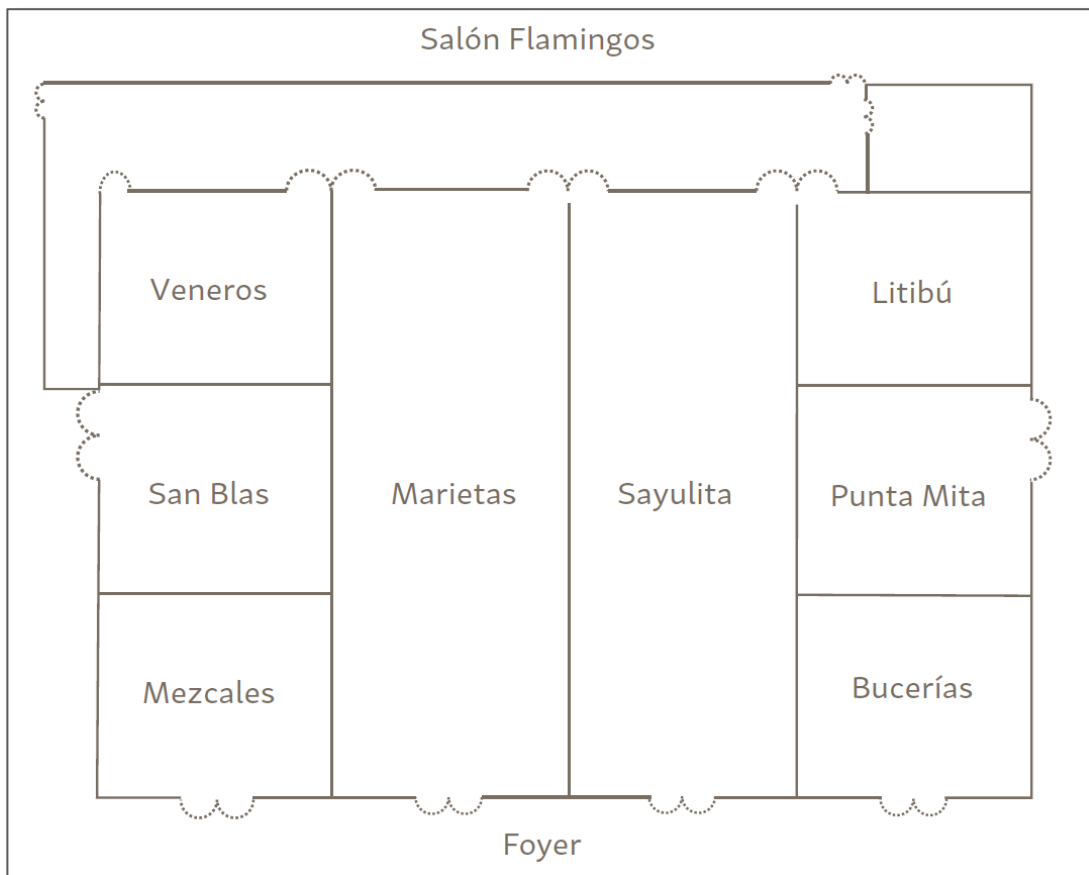 Salón Flamingos
Veneros
Litibú
San Blas
Marietas
Sayulita
Punta Mita
Mezcales
Bucerías
Foyer